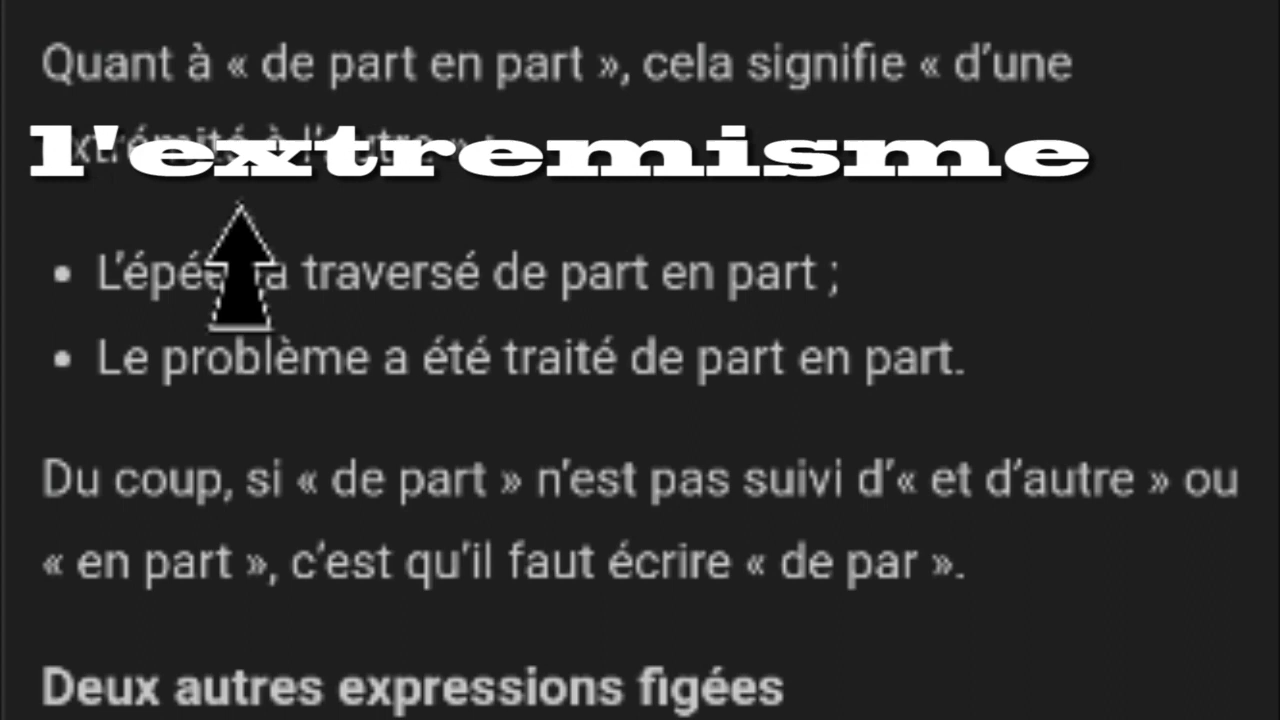 Quant à « de part en part », cela signifie « d’une
extrémité à l’autre » :
l'extremisme
L’épée l’a traversé de part en part ;
Le problème a été traité de part en part.
Du coup, si « de part » n’est pas suivi d’« et d’autre » ou
« en part », c’est qu’il faut écrire « de par ».
Deux autres expressions figées